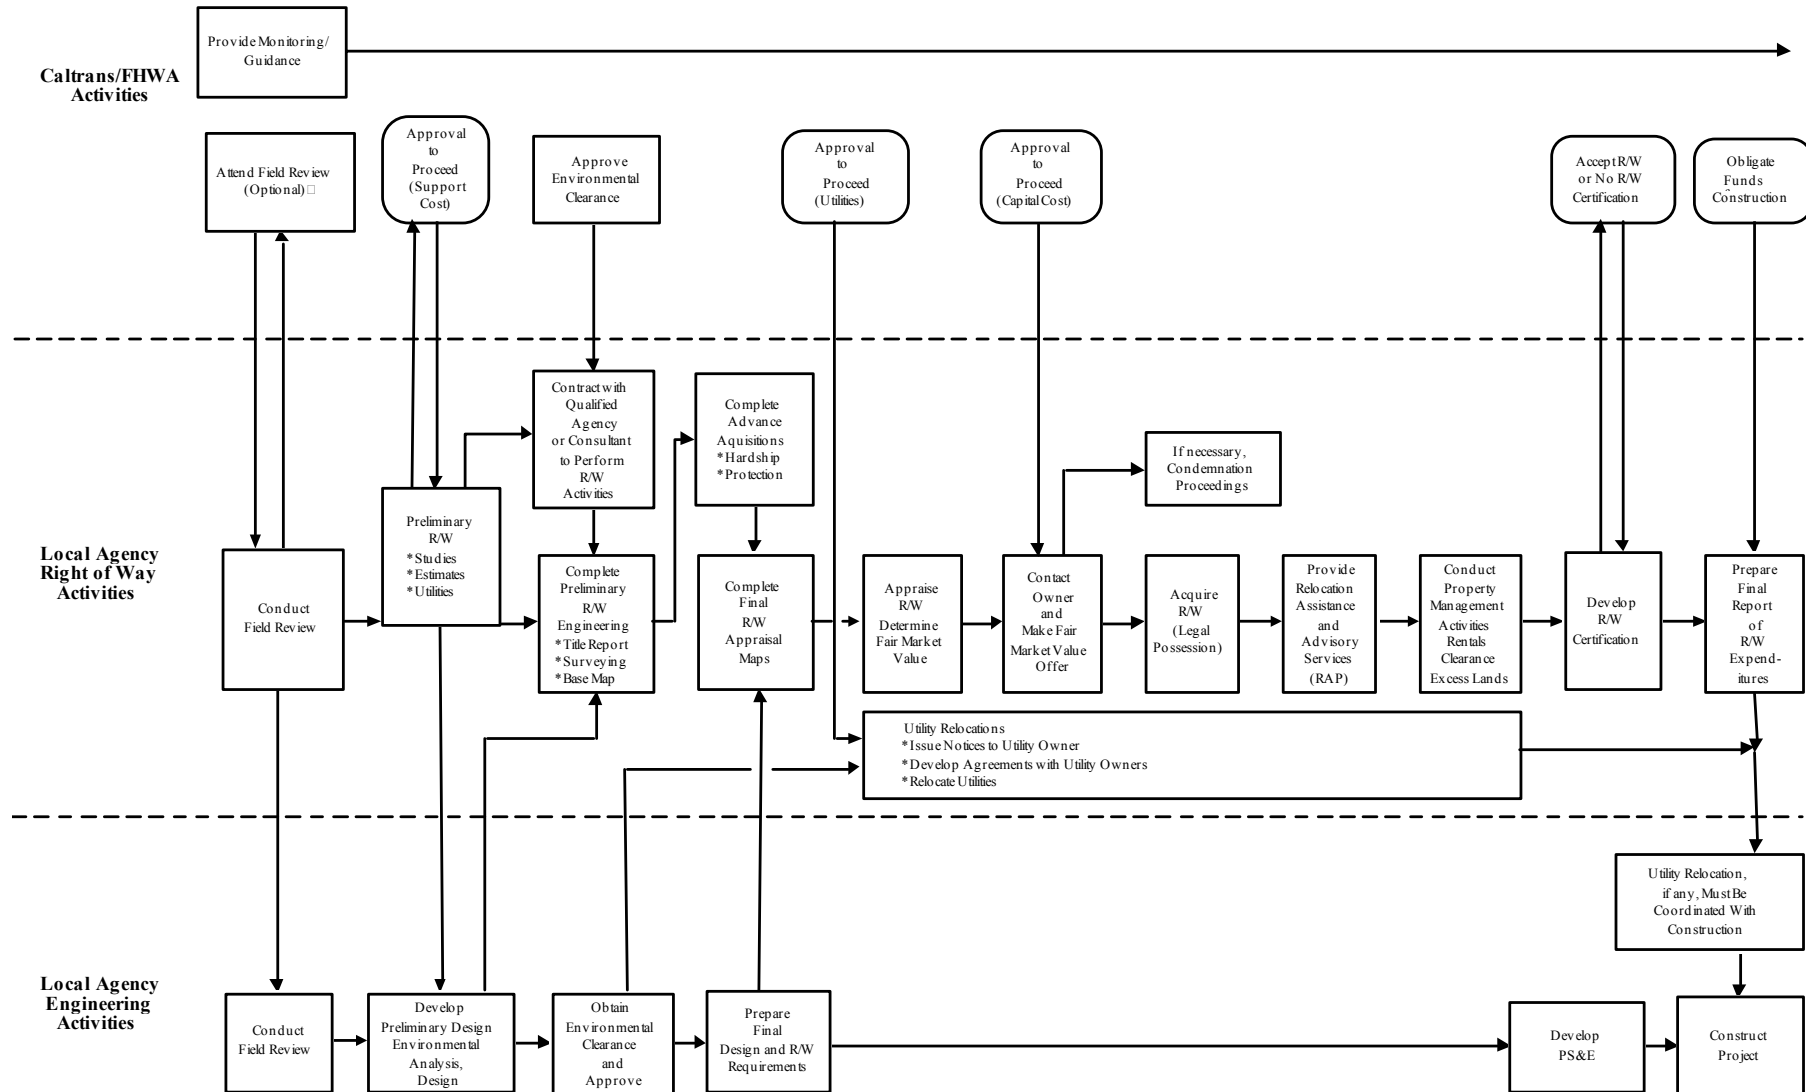 Provide Monitoring/
Guidance
Caltrans/FHWA
Activities
Attend Field Review
(Optional)
Approval
to
Proceed
(Support
Cost)
Approve
Environmental
Clearance
Approval
to
Proceed
(Utilities)
Approval
to
Proceed
(Capital Cost)
Accept R/W
or No R/W
Certification
Obligate
Funds
Construction
Local Agency
Right of Way
Activities
Conduct
Field Review
Preliminary
R/W
*Studies
*Estimates
*Utilities
Contract with
Qualified
Agency
or Consultant
to Perform
R/W
Activities
Complete
Preliminary
R/W
Engineering
*Title Report
*Surveying
*Base Map
Complete
Advance
Aquisitions
*Hardship
*Protection
Complete
Final
R/W
Appraisal
Maps
Appraise
R/W
Determine
Fair Market
Value
Contact
Owner
and
Make Fair
Market Value
Offer
If necessary,
Condemnation
Proceedings
Acquire
R/W
(Legal
Possession)
Provide
Relocation
Assistance
and
Advisory
Services
(RAP)
Conduct
Property
Management
Activities
Rentals
Clearance
Excess Lands
Develop
R/W
Certification
Prepare
Final
Report
of
R/W
Expend-
itures
Utility Relocations
*Issue Notices to Utility Owner
*Develop Agreements with Utility Owners
*Relocate Utilities
Local Agency
Engineering
Activities
Conduct
Field Review
Develop
Preliminary Design
Environmental
Analysis,
Design
Obtain
Environmental
Clearance
and
Approve
Prepare
Final
Design and R/W
Requirements
Develop
PS&E
Utility Relocation,
if any, Must Be
Coordinated With
Construction
Construct
Project